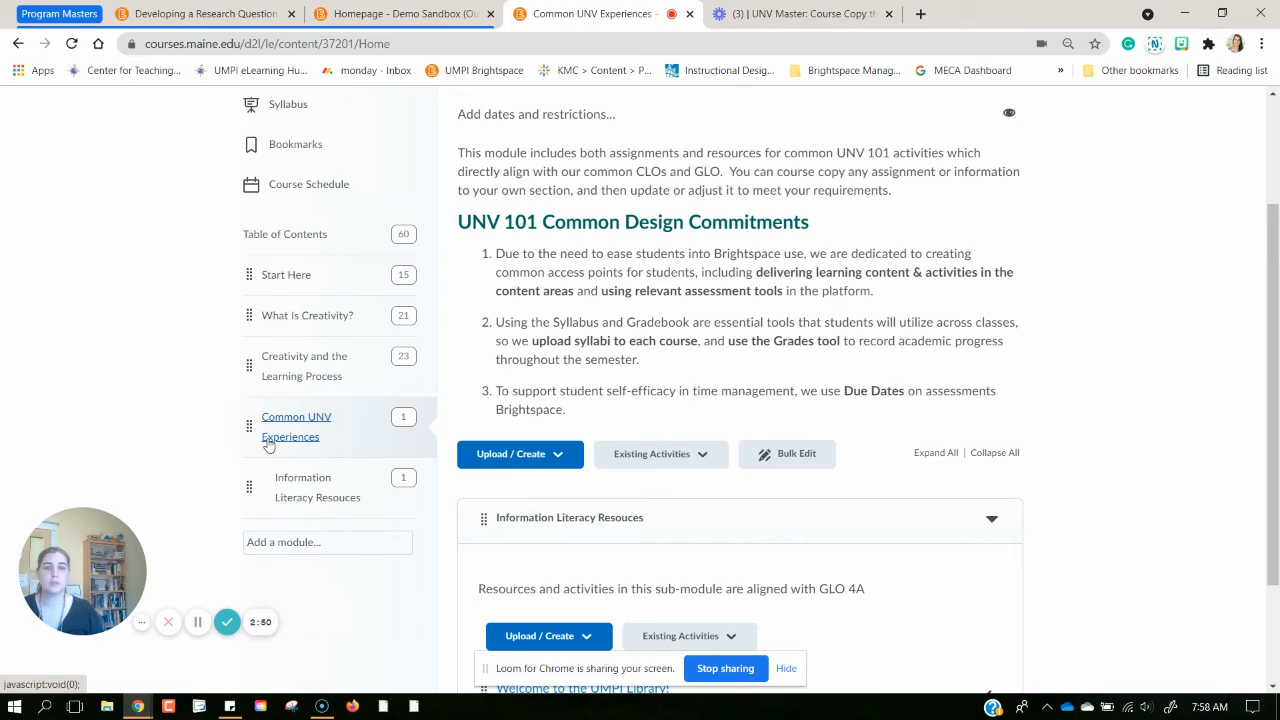 Program Masters
Developing a Research Question
Homepage - Demo Sandbox (Ou
Common UNV Experiences -
(3) | UNV Master: Course Copy th
courses.maine.edu/d2l/le/content/37201/Home
Apps
Center for Teaching...
UMPI eLearning Hu...
monday - Inbox
UMPI Brightspace
KMC > Content > P...
Instructional Desig...
Brightspace Manag...
MECA Dashboard
»
Other bookmarks
Reading list
Syllabus
Bookmarks
Course Schedule
Table of Contents
60
Start Here
15
What Is Creativity?
21
Creativity and the
Learning Process
23
Common UNV
Experiences
1
Information
Literacy Resouces
1
Add a module...
Add dates and restrictions...
This module includes both assignments and resources for common UNV 101 activities which
directly align with our common CLOs and GLO. You can course copy any assignment or information
to your own section, and then update or adjust it to meet your requirements.
UNV 101 Common Design Commitments
1. Due to the need to ease students into Brightspace use, we are dedicated to creating
common access points for students, including delivering learning content & activities in the
content areas and using relevant assessment tools in the platform.
2. Using the Syllabus and Gradebook are essential tools that students will utilize across classes,
so we upload syllabi to each course, and use the Grades tool to record academic progress
throughout the semester.
3. To support student self-efficacy in time management, we use Due Dates on assessments
Brightspace.
Upload / Create
Existing Activities
Bulk Edit
Expand All | Collapse All
Information Literacy Resouces
Resources and activities in this sub-module are aligned with GLO 4A
Upload / Create
Existing Activities
Loom for Chrome is sharing your screen.
Stop sharing
Hide
Welcome to the UMPI Library!
2:50
javascript:void(0);
7:58 AM